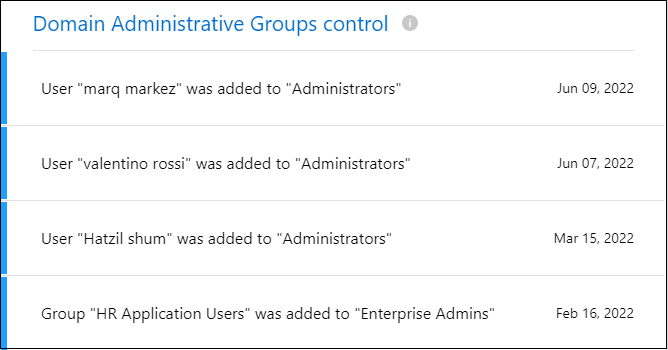 Domain Administrative Groups control
User "marq markez" was added to "Administrators" Jun 09, 2022
User "valentino rossi" was added to "Administrators" Jun 07, 2022
User "Hatzil shum" was added to "Administrators" Mar 15, 2022
Group "HR Application Users" was added to "Enterprise Admins" Feb 16, 2022